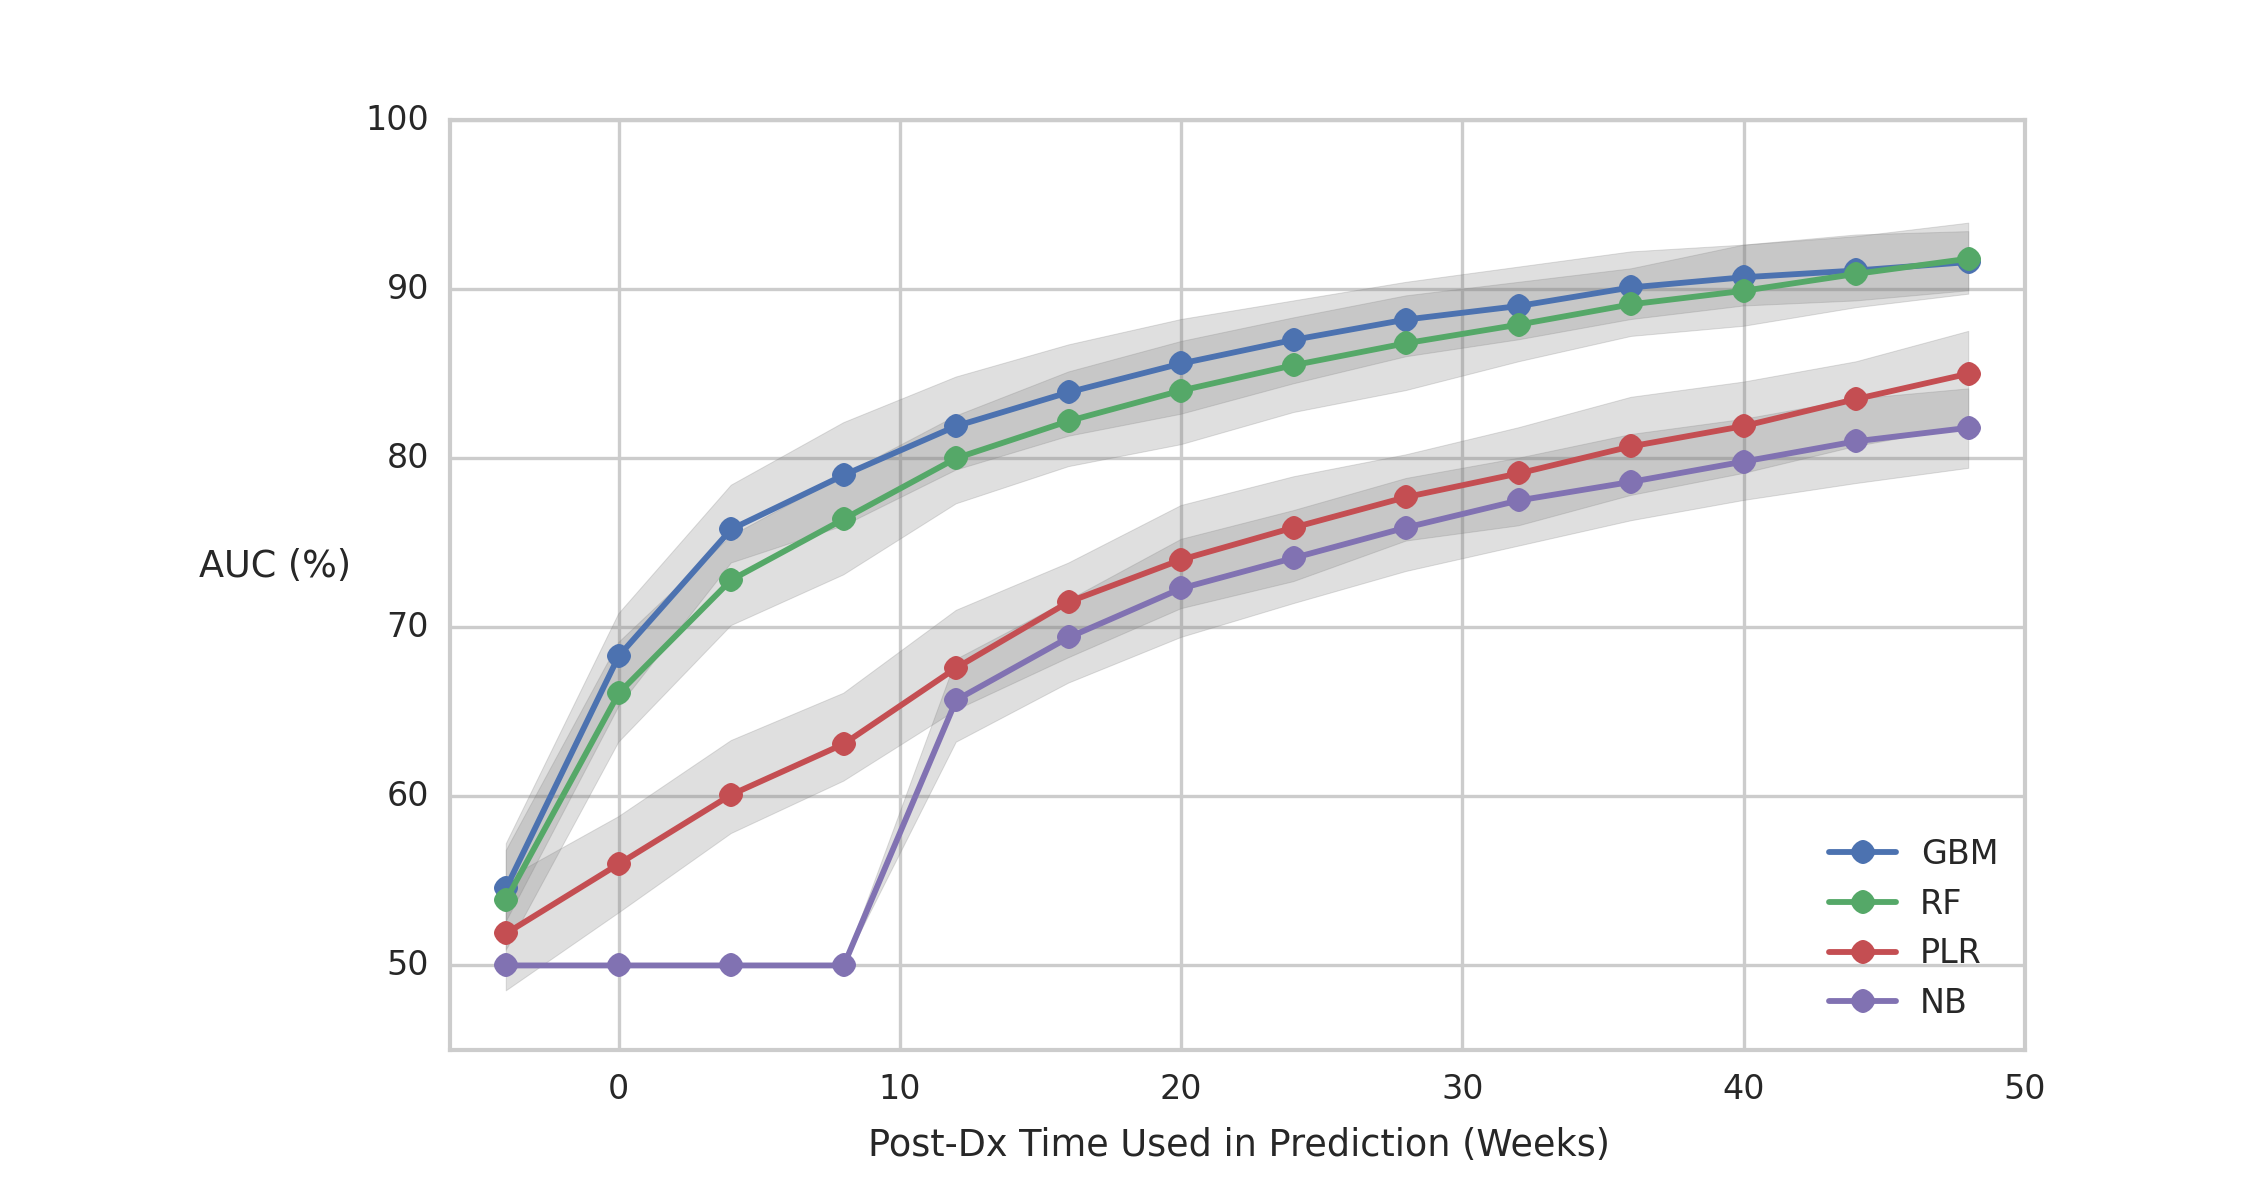 100
90
80
70
60
50
AUC (%)
GBM
RF
PLR
NB
0 10 20 30 40 50
Post-Dx Time Used in Prediction (Weeks)